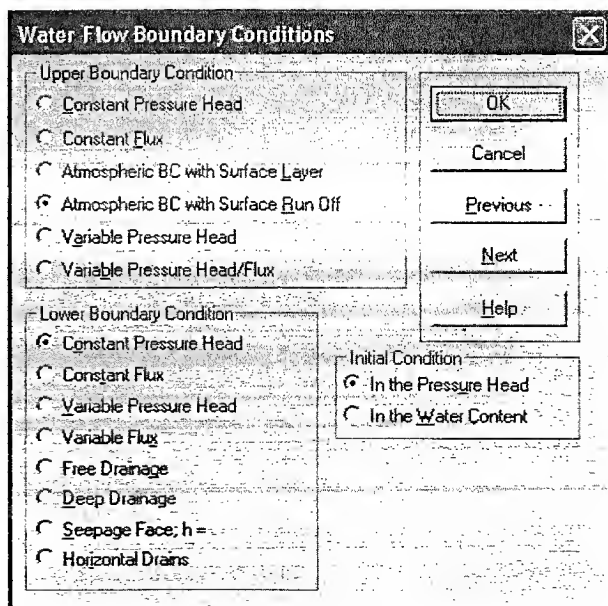 Water Flow Boundary Conditions
Upper Boundary Condition
Constant Pressure Head
Constant Flux
Atmospheric BC with Surface Layer
Atmospheric BC with Surface Run Off
Variable Pressure Head
Variable Pressure Head/Flux
OK
Cancel
Previous
Next
Help
Lower Boundary Condition
Constant Pressure Head
Constant Flux
Variable Pressure Head
Variable Flux
Free Drainage
Deep Drainage
Seepage Face; h =
Horizontal Drains
Initial Condition
In the Pressure Head
In the Water Content